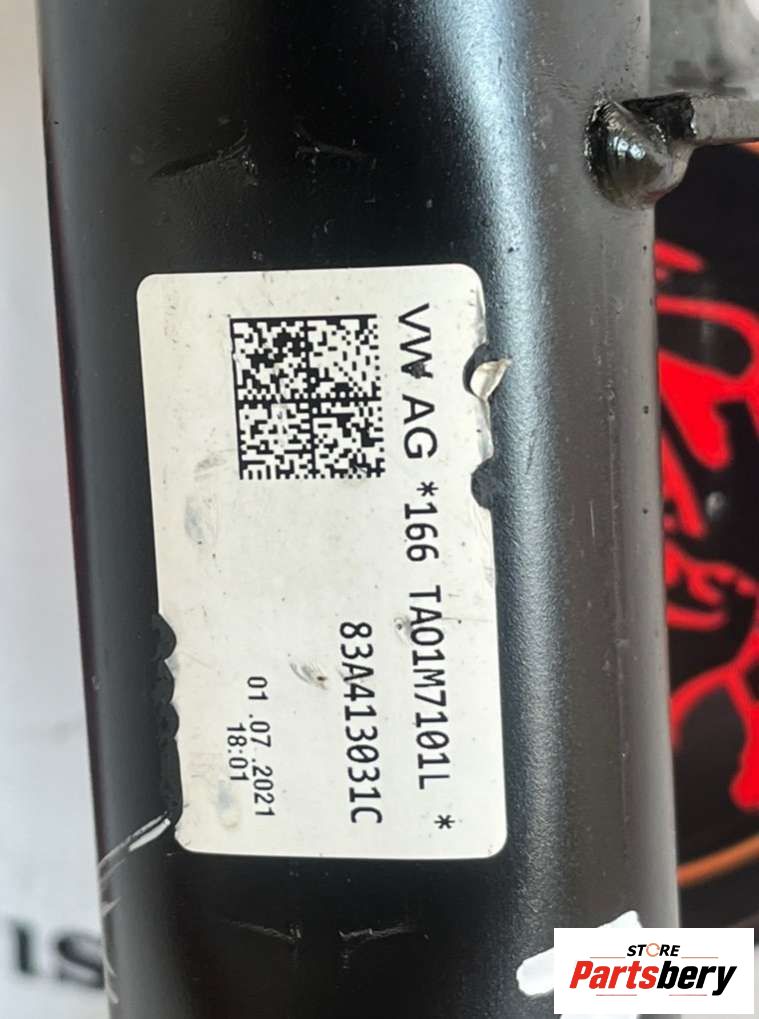 VW AG *166 TA01M7101L *
83A413031C
01.07.2021
18:01
STORE
Partsbery